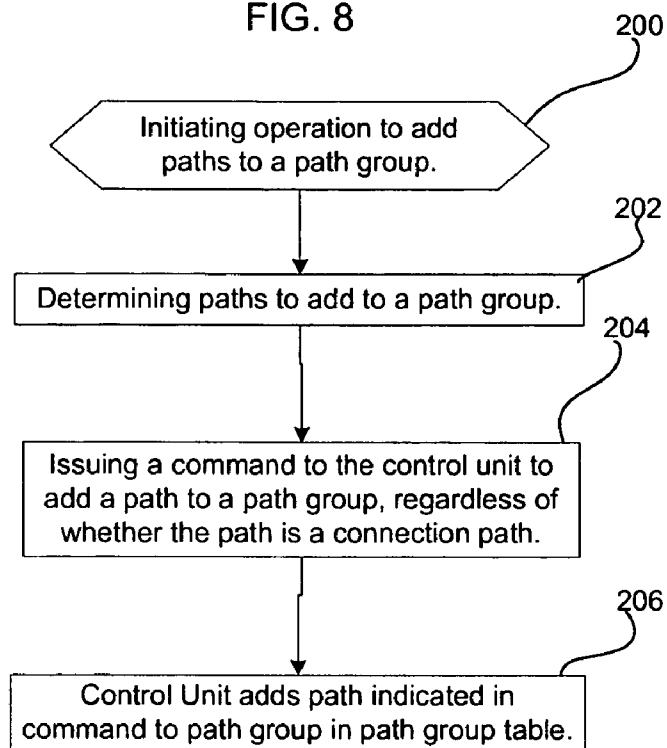 FIG. 8
200
Initiating operation to add
paths to a path group.
202
Determining paths to add to a path group.
204
Issuing a command to the control unit to
add a path to a path group, regardless of
whether the path is a connection path.
206
Control Unit adds path indicated in
command to path group in path group table.